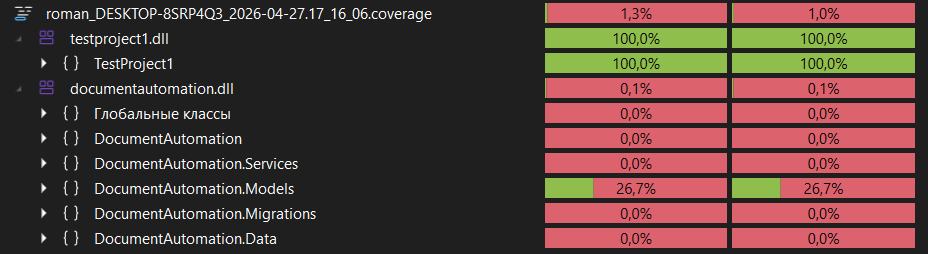 roman_DESKTOP-8SRP4Q3_2026-04-27.17_16_06.coverage 1,3% 1,0%
testproject1.dll 100,0% 100,0%
{ } TestProject1 100,0% 100,0%
documentautomation.dll 0,1% 0,1%
{ } Глобальные классы 0,0% 0,0%
{ } DocumentAutomation 0,0% 0,0%
{ } DocumentAutomation.Services 0,0% 0,0%
{ } DocumentAutomation.Models 26,7% 26,7%
{ } DocumentAutomation.Migrations 0,0% 0,0%
{ } DocumentAutomation.Data 0,0% 0,0%